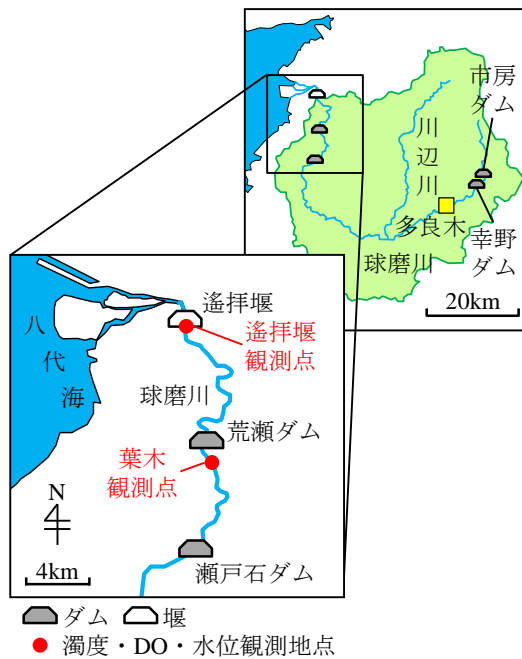 市房
ダム
川
辺
川
多良木
幸野
ダム
球磨川
20km
八
代
海
遙拝堰
遙拝堰
観測点
球磨川
荒瀬ダム
葉木
観測点
N
瀬戸石ダム
4km
ダム
堰
濁度・DO・水位観測地点